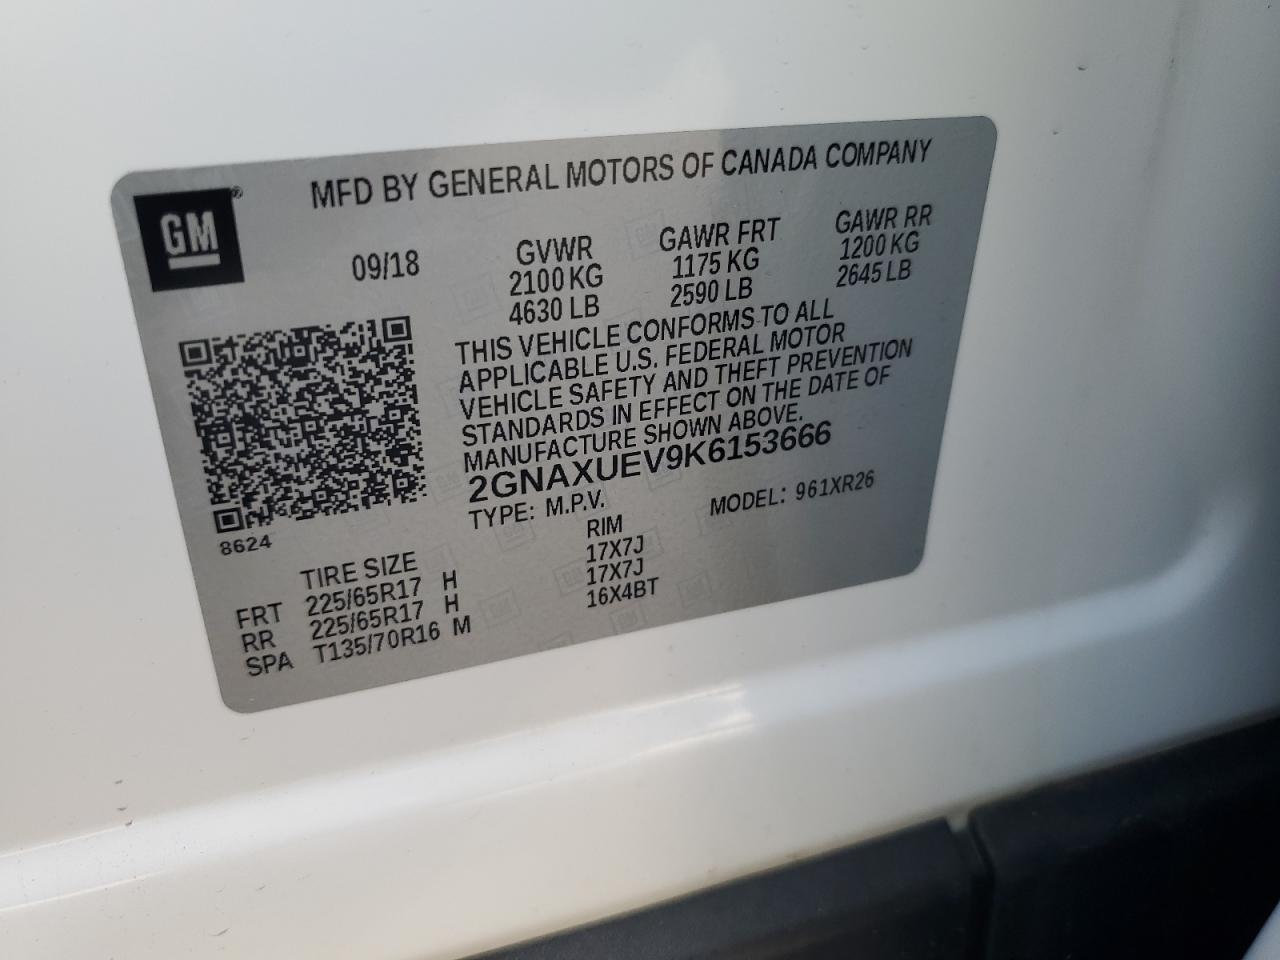 MFD BY GENERAL MOTORS OF CANADA COMPANY
GM®
09/18
GVWR GAWR FRT GAWR RR
2100 KG 1175 KG 1200 KG
4630 LB 2590 LB 2645 LB
THIS VEHICLE CONFORMS TO ALL
APPLICABLE U.S. FEDERAL MOTOR
VEHICLE SAFETY AND THEFT PREVENTION
STANDARDS IN EFFECT ON THE DATE OF
MANUFACTURE SHOWN ABOVE.
2GNAXUEV9K6153666
TYPE: M.P.V. MODEL: 961XR26
8624
TIRE SIZE RIM
FRT 225/65R17 H 17X7J
RR 225/65R17 H 17X7J
SPA T135/70R16 M 16X4BT